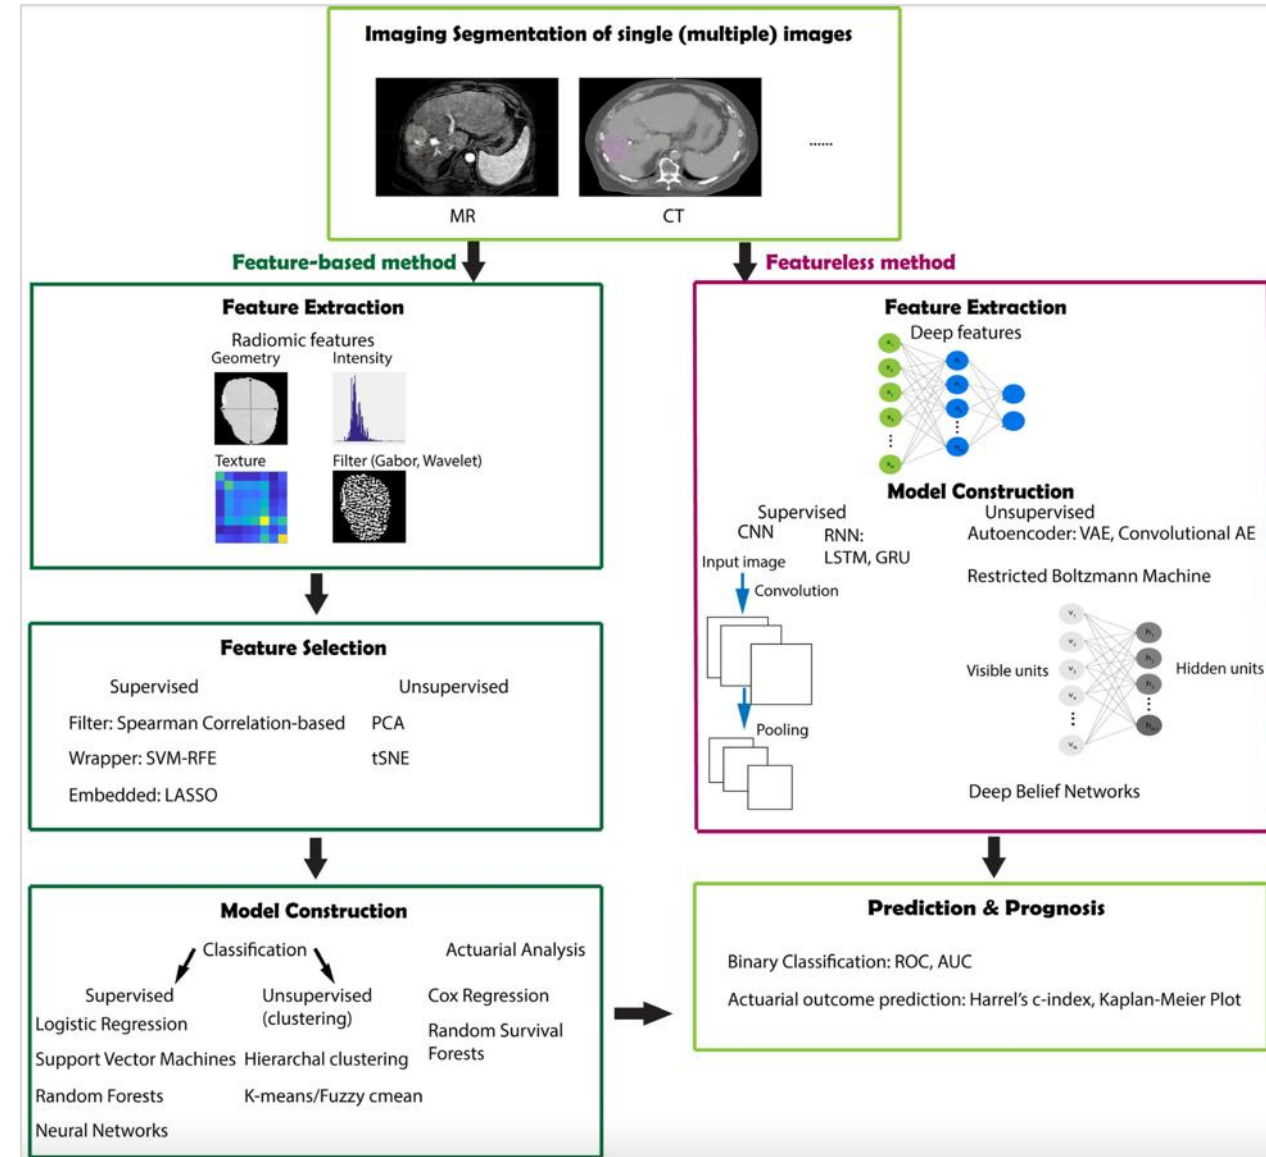 Imaging Segmentation of single (multiple) images
......
MR
CT
Feature-based method
Featureless method
Feature Extraction
Radiomic features
Geometry
Intensity
Texture
Filter (Gabor, Wavelet)
Feature Selection
Supervised
Unsupervised
Filter: Spearman Correlation-based
PCA
Wrapper: SVM-RFE
tSNE
Embedded: LASSO
Model Construction
Classification
Actuarial Analysis
Supervised
Unsupervised
(clustering)
Cox Regression
Logistic Regression
Random Survival
Forests
Support Vector Machines
Hierarchal clustering
Random Forests
K-means/Fuzzy cmean
Neural Networks
Feature Extraction
Deep features
Model Construction
Supervised
Unsupervised
CNN
RNN:
LSTM, GRU
Autoencoder: VAE, Convolutional AE
Input image
Convolution
Restricted Boltzmann Machine
Visible units
Hidden units
Pooling
Deep Belief Networks
Prediction & Prognosis
Binary Classification: ROC, AUC
Actuarial outcome prediction: Harrel's c-index, Kaplan-Meier Plot